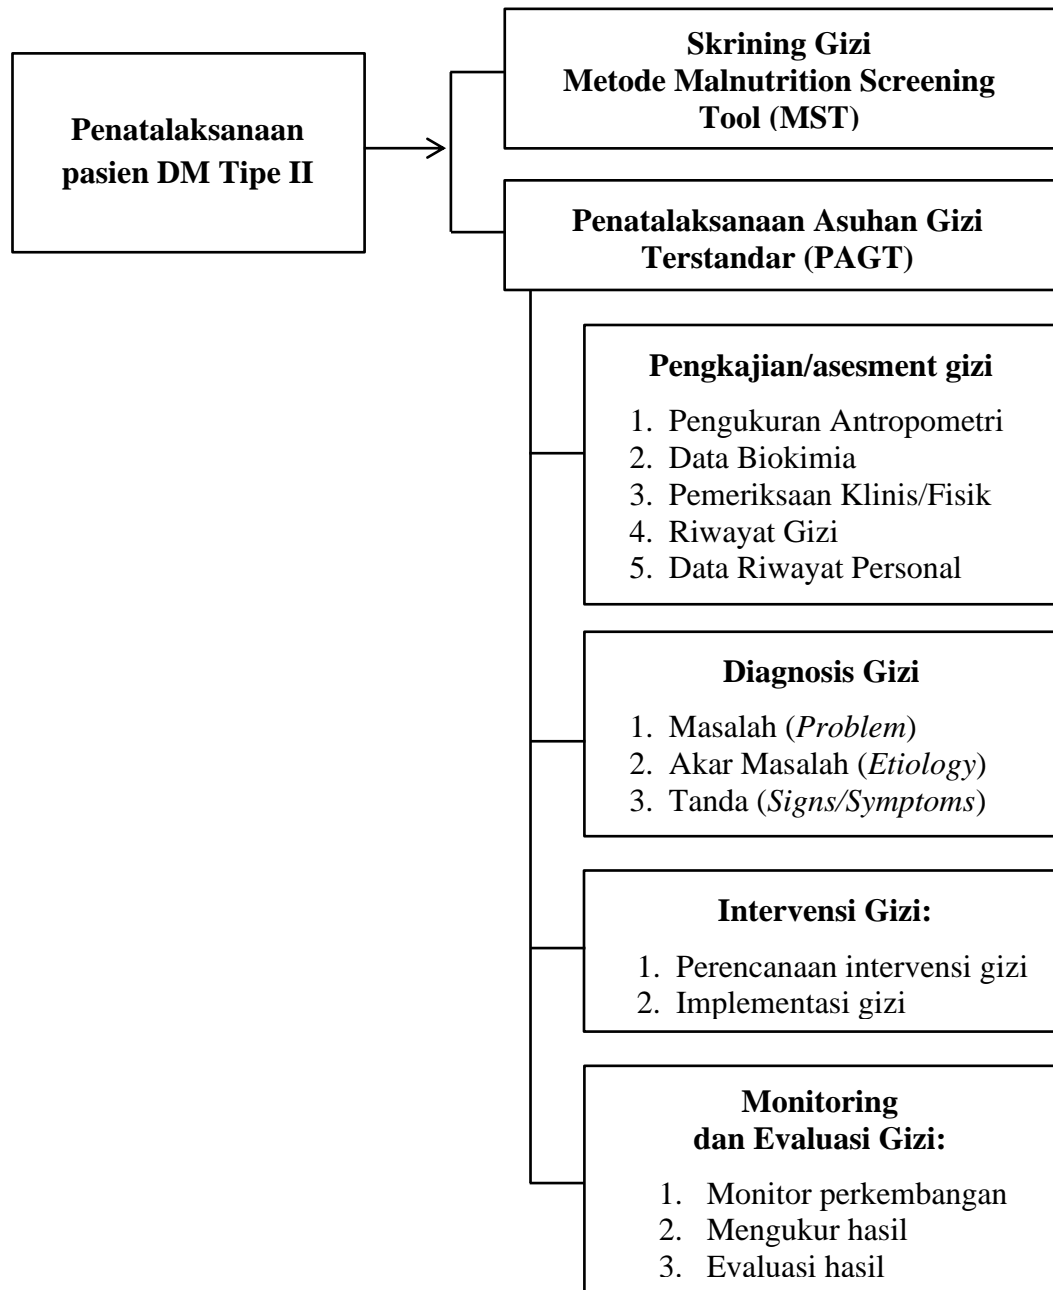 Penatalaksanaan
pasien DM Tipe II
Skrining Gizi
Metode Malnutrition Screening
Tool (MST)
Penatalaksanaan Asuhan Gizi
Terstandar (PAGT)
Pengkajian/asesment gizi
1. Pengukuran Antropometri
2. Data Biokimia
3. Pemeriksaan Klinis/Fisik
4. Riwayat Gizi
5. Data Riwayat Personal
Diagnosis Gizi
1. Masalah (Problem)
2. Akar Masalah (Etiology)
3. Tanda (Signs/Symptoms)
Intervensi Gizi:
1. Perencanaan intervensi gizi
2. Implementasi gizi
Monitoring
dan Evaluasi Gizi:
1. Monitor perkembangan
2. Mengukur hasil
3. Evaluasi hasil